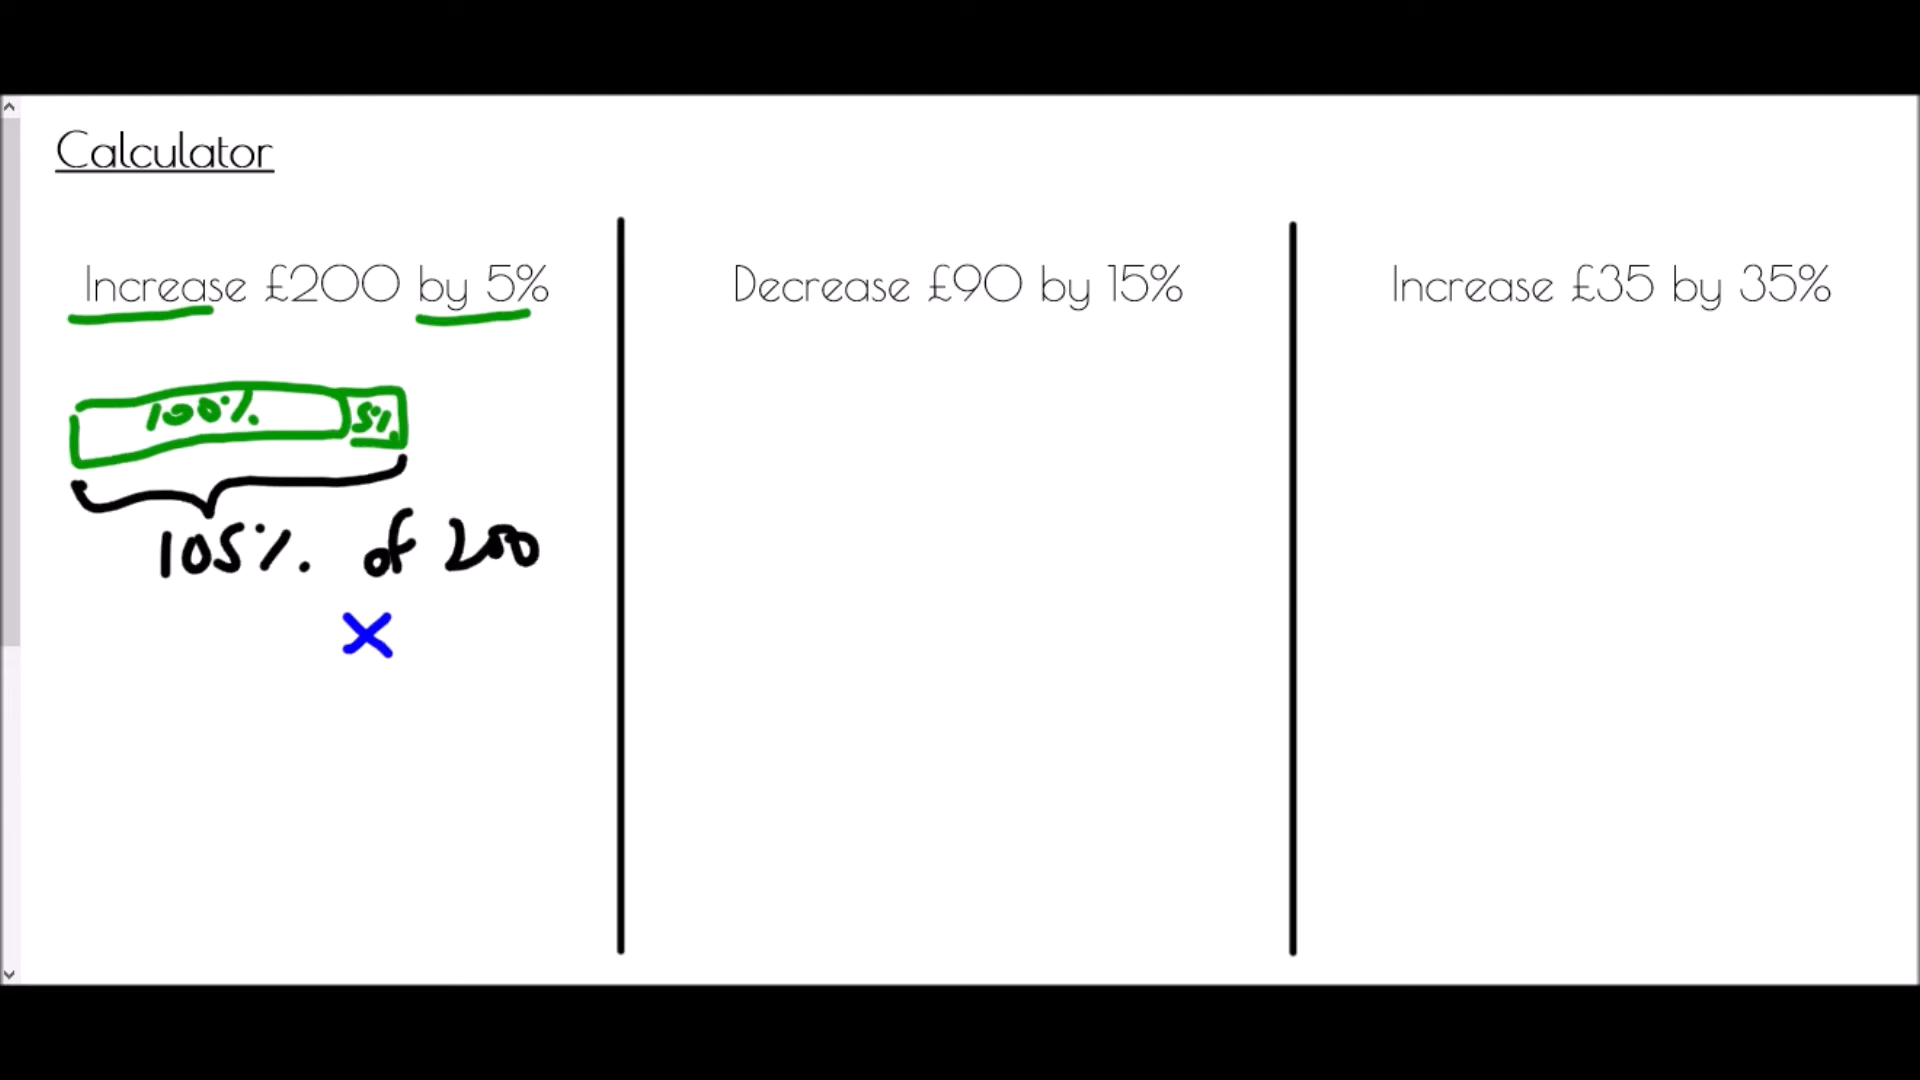 Calculator
Increase £200 by 5%
Decrease £90 by 15%
Increase £35 by 35%
100% 5%
105% of 200
×